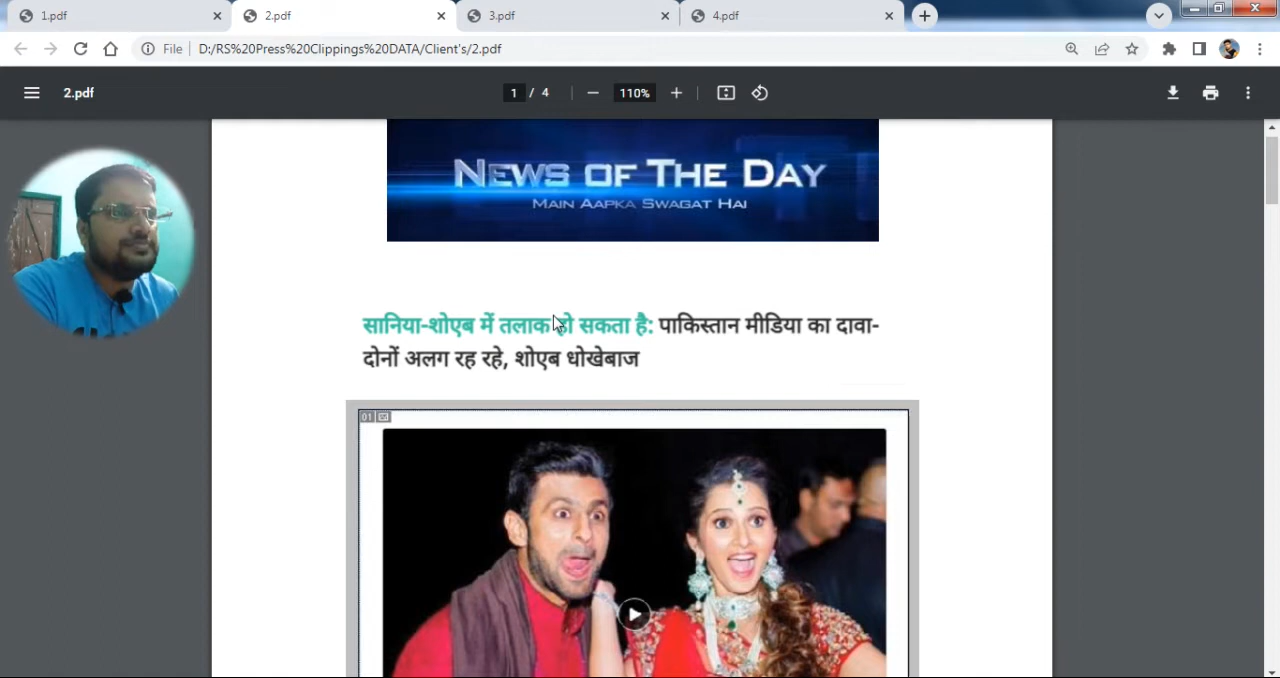 1.pdf
2.pdf
3.pdf
4.pdf
File
D:/RS%20Press%20Clippings%20DATA/Client's/2.pdf
2.pdf
1 / 4
110%
NEWS OF THE DAY
MAIN AAPKA SWAGAT HAI
सानिया-शोएब में तलाक हो सकता है: पाकिस्तान मीडिया का दावा-
दोनों अलग रह रहे, शोएब धोखेबाज
01